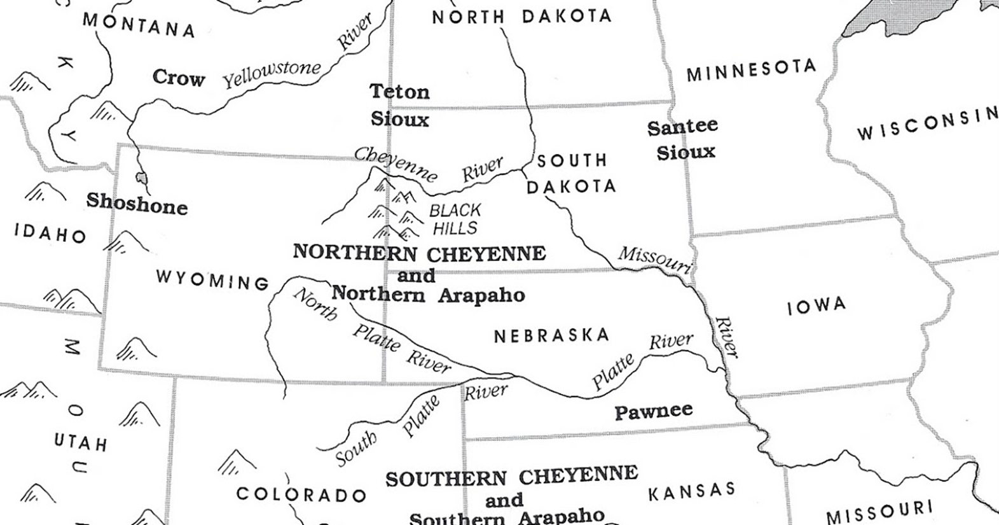 MONTANA
NORTH DAKOTA
River
K
Crow
Yellowstone
MINNESOTA
Teton
Sioux
WISCONSIN
Santee
Sioux
Y
Cheyenne
River
SOUTH
DAKOTA
Shoshone
BLACK
HILLS
IDAHO
NORTHERN CHEYENNE
and
Northern Arapaho
Missouri
River
WYOMING
North
Platte
River
IOWA
NEBRASKA
Platte
River
M
River
Platte
South
Pawnee
O
UTAH
U
SOUTHERN CHEYENNE
and
Southern Arapaho
COLORADO
KANSAS
MISSOURI